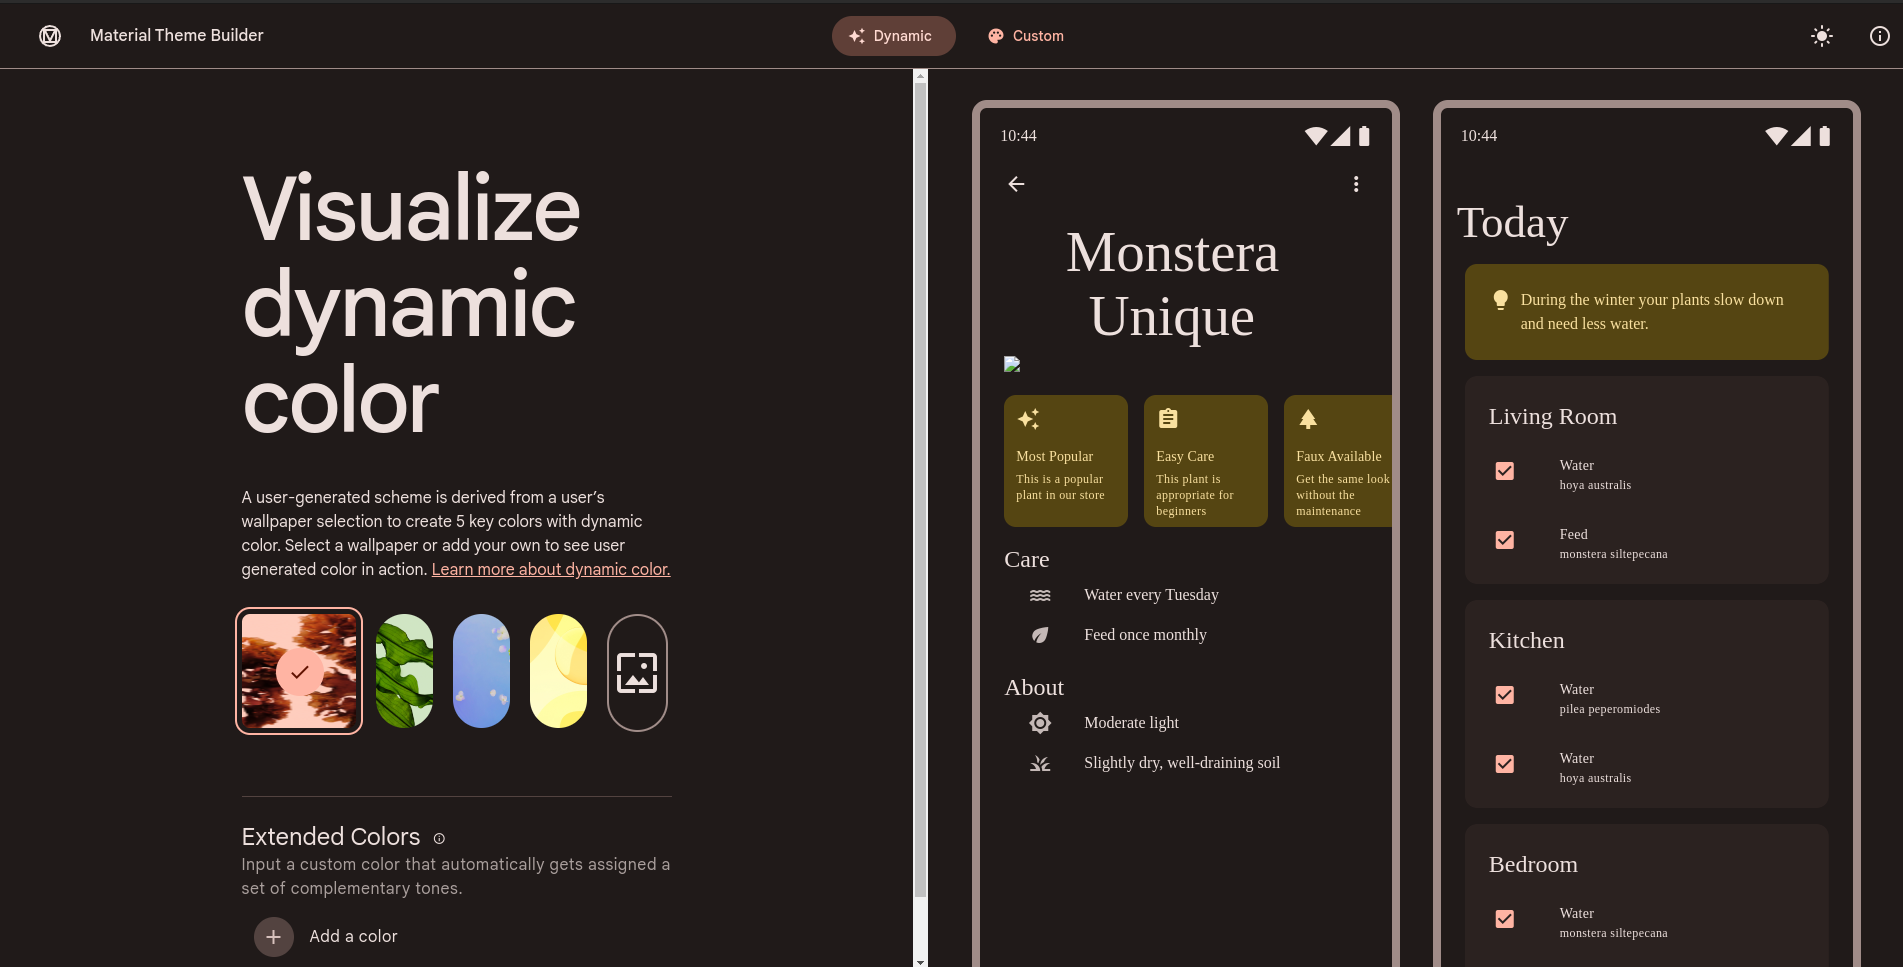 Material Theme Builder
Dynamic
Custom
Visualize
dynamic
color
A user-generated scheme is derived from a user’s
wallpaper selection to create 5 key colors with dynamic
color. Select a wallpaper or add your own to see user
generated color in action. Learn more about dynamic color.
Extended Colors
Input a custom color that automatically gets assigned a
set of complementary tones.
Add a color
10:44
Monstera
Unique
Most Popular
This is a popular
plant in our store
Easy Care
This plant is
appropriate for
beginners
Faux Available
Get the same look
without the
maintenance
Care
Water every Tuesday
Feed once monthly
About
Moderate light
Slightly dry, well-draining soil
10:44
Today
During the winter your plants slow down
and need less water.
Living Room
Water
hoya australis
Feed
monstera siltepecana
Kitchen
Water
pilea peperomiodes
Water
hoya australis
Bedroom
Water
monstera siltepecana